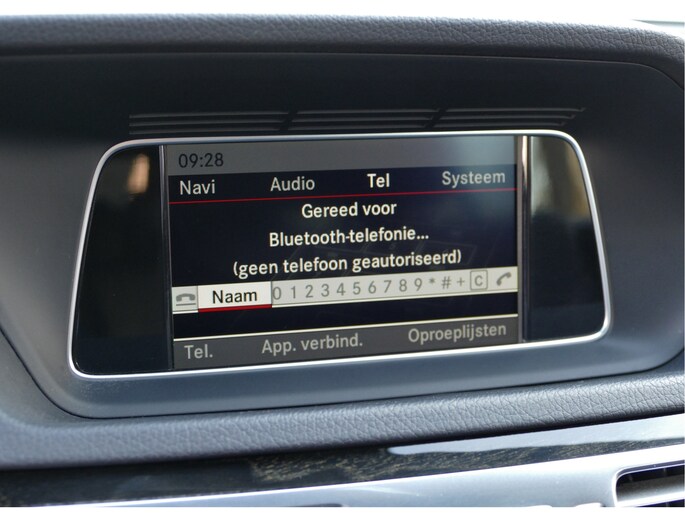 09:28
Navi Audio Tel Systeem
Gereed voor
Bluetooth-telefonie...
(geen telefoon geautoriseerd)
Naam 0 1 2 3 4 5 6 7 8 9 * # + C
Tel. App. verbind. Oproeplijsten